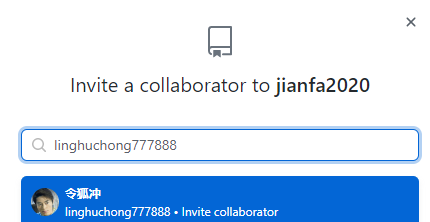 Invite a collaborator to jianfa2020
linghuchong777888
令狐冲
linghuchong777888 • Invite collaborator